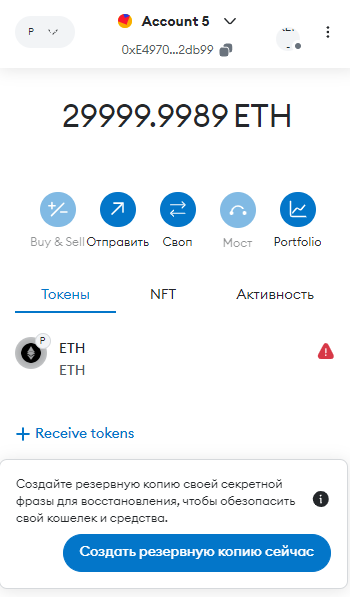 P
Account 5
0xE4970...2db99
29999.9989 ETH
Buy & Sell
Отправить
Своп
Мост
Portfolio
Токены
NFT
Активность
P
ETH
ETH
+ Receive tokens
Создайте резервную копию своей секретной
фразы для восстановления, чтобы обезопасить
свой кошелек и средства.
Создать резервную копию сейчас